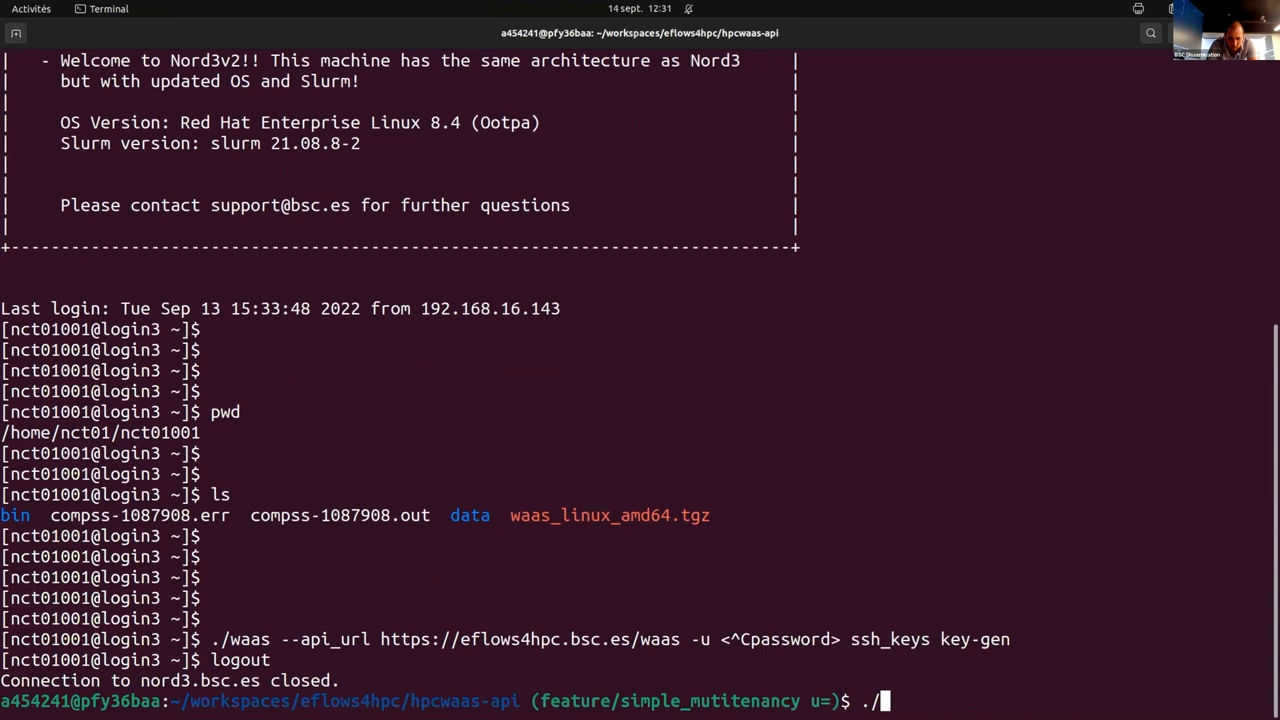 Activités Terminal 14 sept. 12:31
a454241@pfy36baa: ~/workspaces/eflows4hpc/hpcwaas-api
BSC Dissemination
| - Welcome to Nord3v2!! This machine has the same architecture as Nord3 |
| but with updated OS and Slurm! |
| |
| OS Version: Red Hat Enterprise Linux 8.4 (Ootpa) |
| Slurm version: slurm 21.08.8-2 |
| |
| |
| Please contact support@bsc.es for further questions |
| |
+------------------------------------------------------------------------------+
Last login: Tue Sep 13 15:33:48 2022 from 192.168.16.143
[nct01001@login3 ~]$
[nct01001@login3 ~]$
[nct01001@login3 ~]$
[nct01001@login3 ~]$
[nct01001@login3 ~]$ pwd
/home/nct01/nct01001
[nct01001@login3 ~]$
[nct01001@login3 ~]$
[nct01001@login3 ~]$ ls
bin compss-1087908.err compss-1087908.out data waas_linux_amd64.tgz
[nct01001@login3 ~]$
[nct01001@login3 ~]$
[nct01001@login3 ~]$
[nct01001@login3 ~]$
[nct01001@login3 ~]$
[nct01001@login3 ~]$ ./waas --api_url https://eflows4hpc.bsc.es/waas -u <^Cpassword> ssh_keys key-gen
[nct01001@login3 ~]$ logout
Connection to nord3.bsc.es closed.
a454241@pfy36baa:~/workspaces/eflows4hpc/hpcwaas-api (feature/simple_mutitenancy u=)$ ./